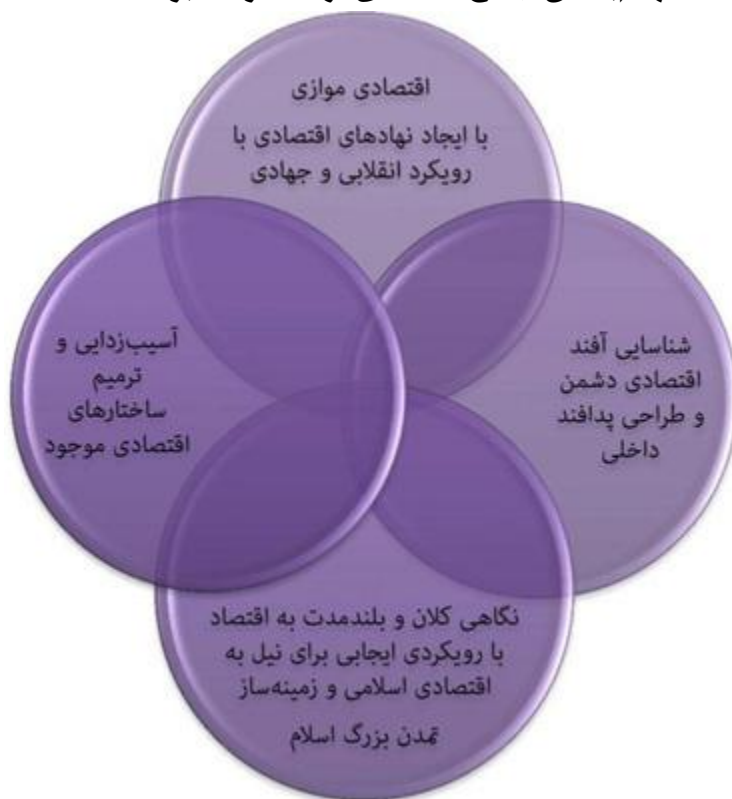 اقتصادی موازی
با ایجاد نهادهای اقتصادی با
رویکرد انقلابی و جهادی
شناسایی آفند
اقتصادی دشمن
و طراحی پدافند
داخلی
آسیب‌زدایی و
ترمیم
ساختارهای
اقتصادی موجود
نگاهی کلان و بلندمدت به اقتصاد
با رویکردی ایجابی برای نیل به
اقتصادی اسلامی و زمینه‌ساز
تمدن بزرگ اسلام